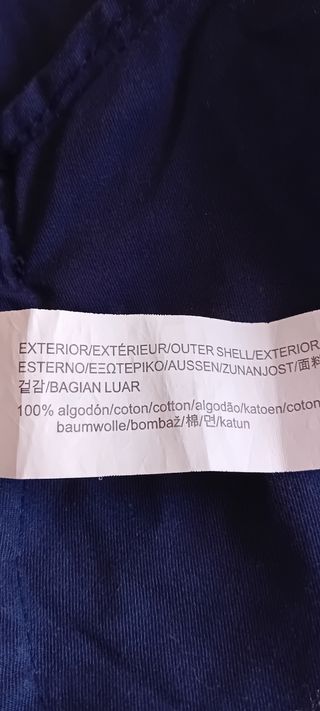 EXTERIOR/EXTÉRIEUR/OUTER SHELL/EXTERIOR
ESTERNO/ΕΞΩΤΕΡΙΚΟ/AUSSEN/ZUNANJOST/面料
겉감/BAGIAN LUAR
100% algodón/coton/cotton/algodão/katoen/coton
baumwolle/bombaž/棉/면/katun